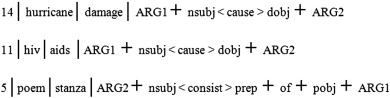 14|hurricane|damage|ARG1+ nsubj<cause>dobj+ ARG2
11|hiv|aids|ARG1 + nsubj<cause>dobj+ ARG2
5|poem|stanza|ARG2+ nsubj<consist>prep + of + pobj + ARG1